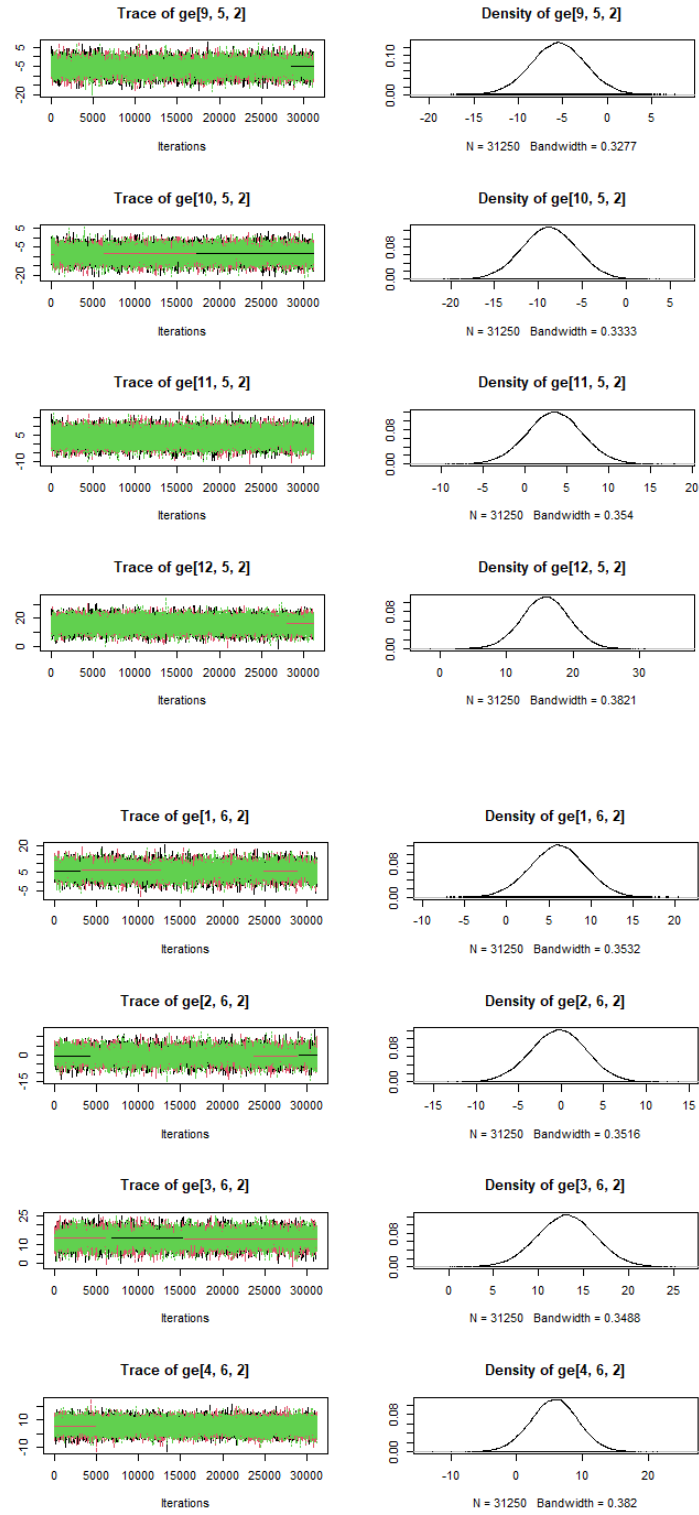 Trace of ge[9, 5, 2]
5
-5
-20
0 5000 10000 15000 20000 25000 30000
Iterations
Density of ge[9, 5, 2]
0.10
0.00
-20 -15 -10 -5 0 5
N = 31250 Bandwidth = 0.3277
Trace of ge[10, 5, 2]
5
-5
-20
0 5000 10000 15000 20000 25000 30000
Iterations
Density of ge[10, 5, 2]
0.08
0.00
-20 -15 -10 -5 0 5
N = 31250 Bandwidth = 0.3333
Trace of ge[11, 5, 2]
5
-10
0 5000 10000 15000 20000 25000 30000
Iterations
Density of ge[11, 5, 2]
0.08
0.00
-10 -5 0 5 10 15 20
N = 31250 Bandwidth = 0.354
Trace of ge[12, 5, 2]
20
0
0 5000 10000 15000 20000 25000 30000
Iterations
Density of ge[12, 5, 2]
0.08
0.00
0 10 20 30
N = 31250 Bandwidth = 0.3821
Trace of ge[1, 6, 2]
20
5
-5
0 5000 10000 15000 20000 25000 30000
Iterations
Density of ge[1, 6, 2]
0.08
0.00
-10 -5 0 5 10 15 20
N = 31250 Bandwidth = 0.3532
Trace of ge[2, 6, 2]
0
-15
0 5000 10000 15000 20000 25000 30000
Iterations
Density of ge[2, 6, 2]
0.08
0.00
-15 -10 -5 0 5 10 15
N = 31250 Bandwidth = 0.3516
Trace of ge[3, 6, 2]
25
10
0
0 5000 10000 15000 20000 25000 30000
Iterations
Density of ge[3, 6, 2]
0.08
0.00
0 5 10 15 20 25
N = 31250 Bandwidth = 0.3488
Trace of ge[4, 6, 2]
10
-10
0 5000 10000 15000 20000 25000 30000
Iterations
Density of ge[4, 6, 2]
0.08
0.00
-10 0 10 20
N = 31250 Bandwidth = 0.382